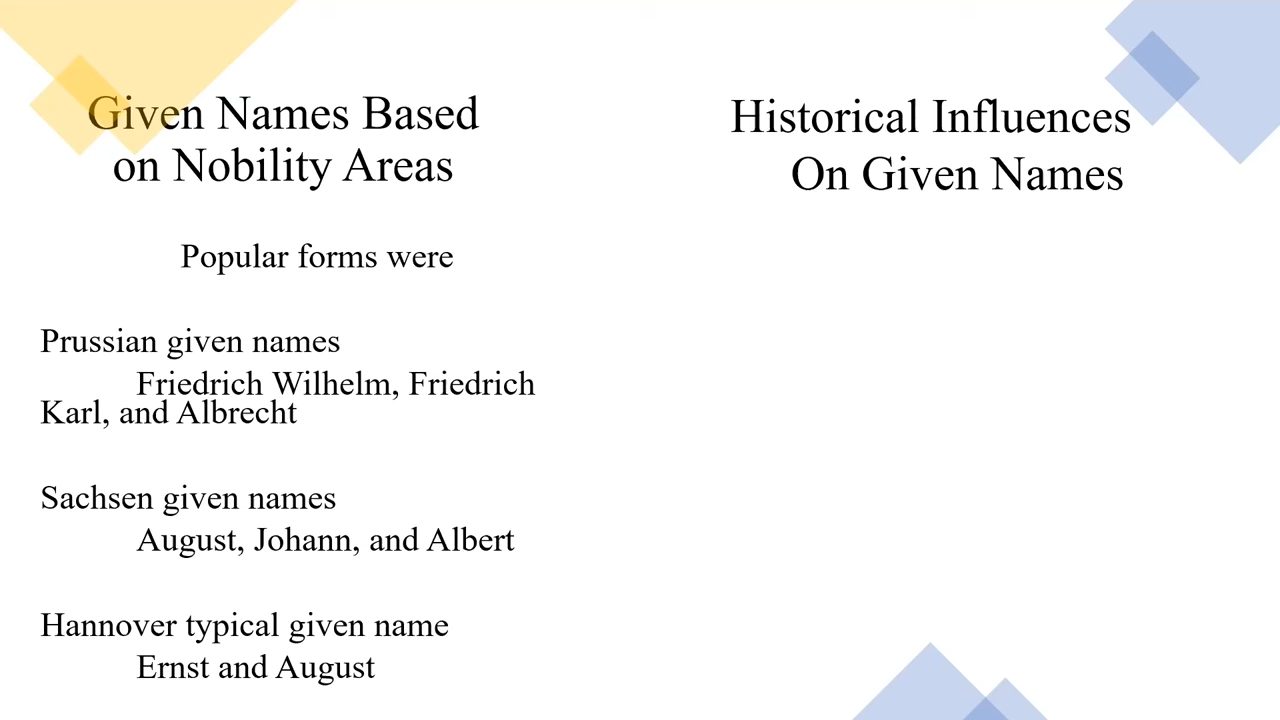 Given Names Based
on Nobility Areas
Popular forms were
Prussian given names
Friedrich Wilhelm, Friedrich
Karl, and Albrecht
Sachsen given names
August, Johann, and Albert
Hannover typical given name
Ernst and August
Historical Influences
On Given Names